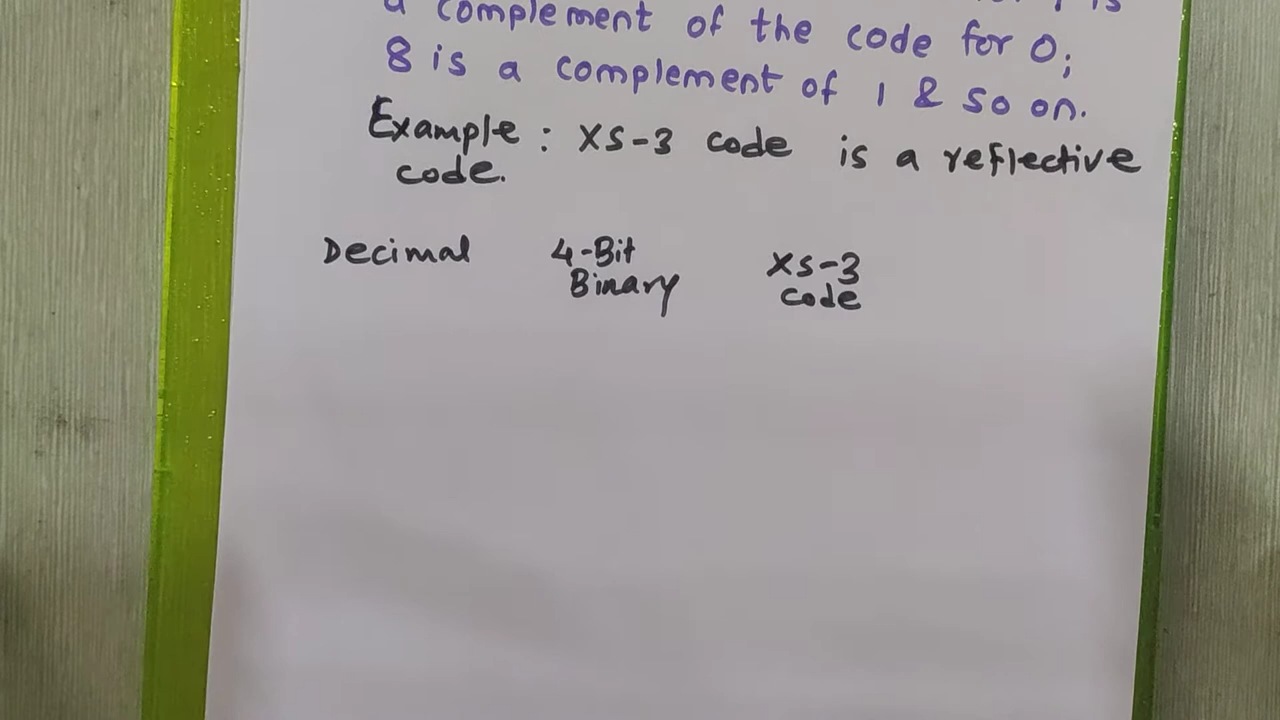 a complement of the code for 0;
8 is a complement of 1 & so on.
Example: XS-3 code is a reflective
code.
Decimal 4-Bit Binary XS-3 code